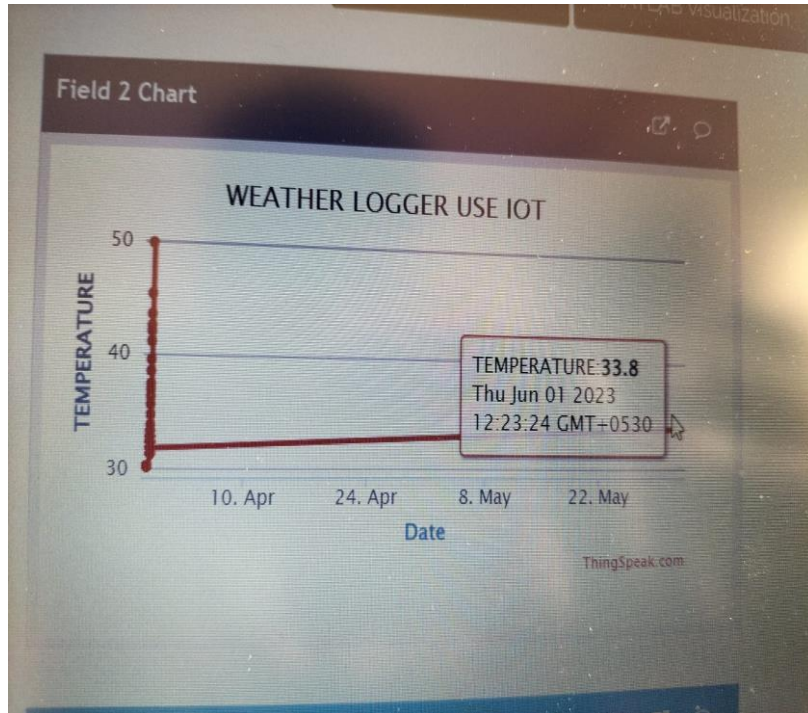 visualization
Field 2 Chart
WEATHER LOGGER USE IOT
50
40
30
TEMPERATURE
TEMPERATURE:33.8
Thu Jun 01 2023
12:23:24 GMT+0530
10. Apr 24. Apr 8. May 22. May
Date
ThingSpeak.com